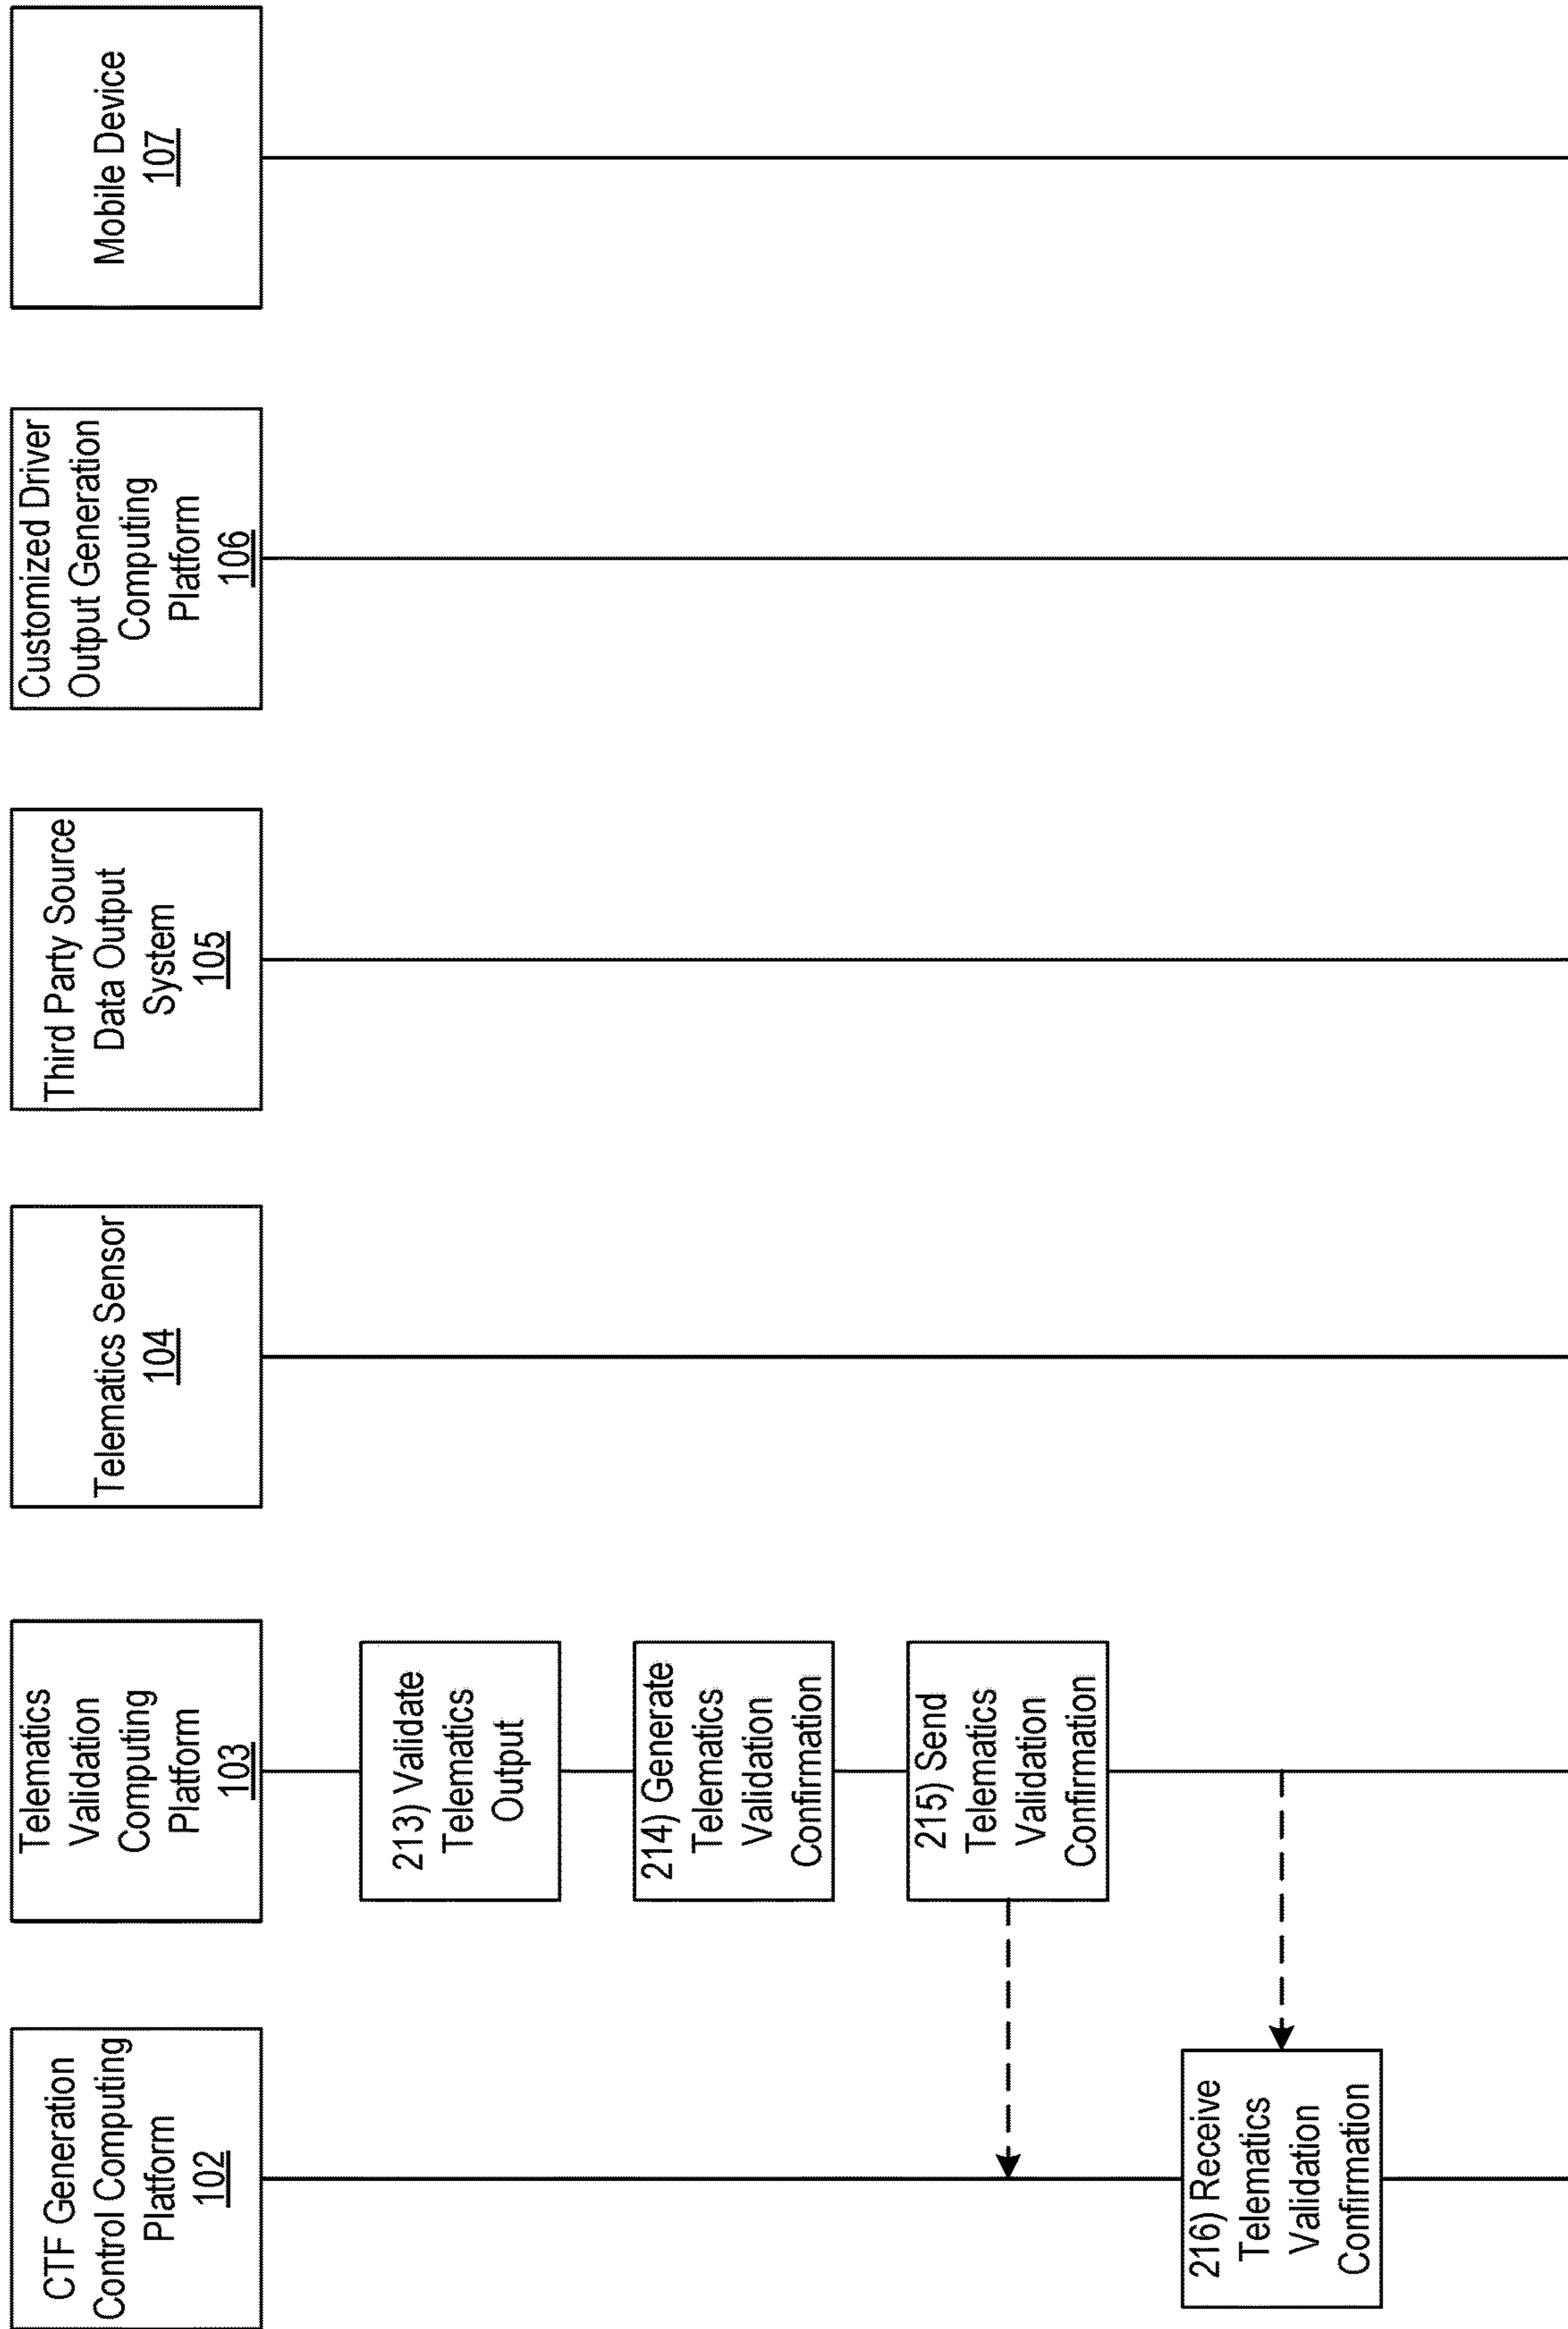 CTF Generation
Control Computing
Platform
102
Telematics
Validation
Computing
Platform
103
Telematics Sensor
104
Third Party Source
Data Output
System
105
Customized Driver
Output Generation
Computing
Platform
106
Mobile Device
107
213) Validate
Telematics
Output
214) Generate
Telematics
Validation
Confirmation
215) Send
Telematics
Validation
Confirmation
216) Receive
Telematics
Validation
Confirmation